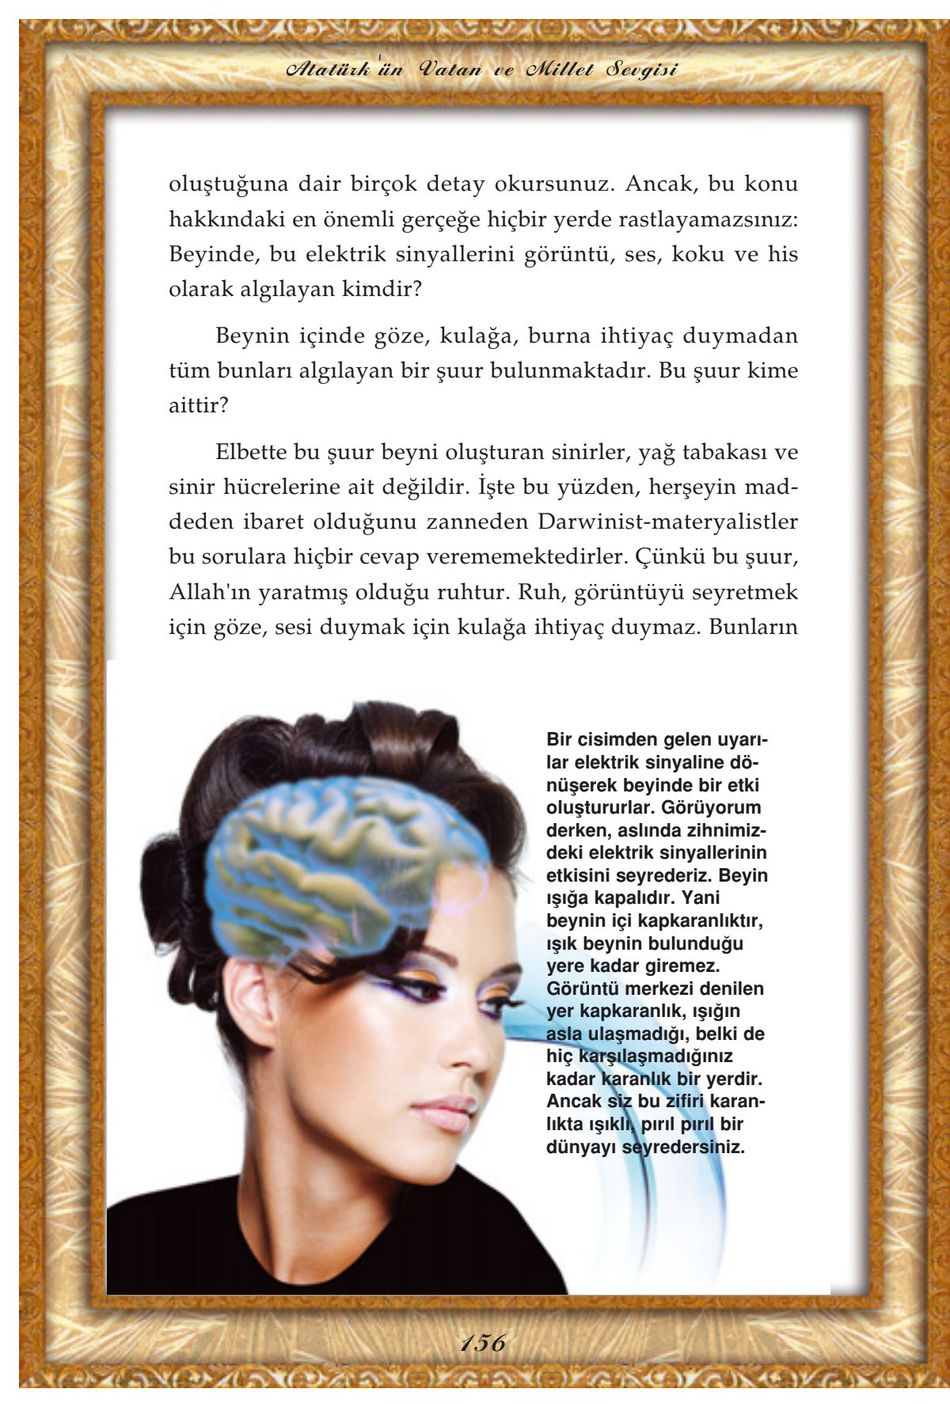 Atatürk'ün Vatan ve Millet Sevgisi
oluştuğuna dair birçok detay okursunuz. Ancak, bu konu
hakkındaki en önemli gerçeğe hiçbir yerde rastlayamazsınız:
Beyinde, bu elektrik sinyallerini görüntü, ses, koku ve his
olarak algılayan kimdir?
Beynin içinde göze, kulağa, burna ihtiyaç duymadan
tüm bunları algılayan bir şuur bulunmaktadır. Bu şuur kime
aittir?
Elbette bu şuur beyni oluşturan sinirler, yağ tabakası ve
sinir hücrelerine ait değildir. İşte bu yüzden, herşeyin mad-
deden ibaret olduğunu zanneden Darwinist-materyalistler
bu sorulara hiçbir cevap verememektedirler. Çünkü bu şuur,
Allah'ın yaratmış olduğu ruhtur. Ruh, görüntüyü seyretmek
için göze, sesi duymak için kulağa ihtiyaç duymaz. Bunların
Bir cisimden gelen uyarı-
lar elektrik sinyaline dö-
nüşerek beyinde bir etki
oluştururlar. Görüyorum
derken, aslında zihnimiz-
deki elektrik sinyallerinin
etkisini seyrederiz. Beyin
ışığa kapalıdır. Yani
beynin içi kapkaranlıktır,
ışık beynin bulunduğu
yere kadar giremez.
Görüntü merkezi denilen
yer kapkaranlık, ışığın
asla ulaşmadığı, belki de
hiç karşılaşmadığınız
kadar karanlık bir yerdir.
Ancak siz bu zifiri karan-
lıkta ışıklı, pırıl pırıl bir
dünyayı seyredersiniz.
156